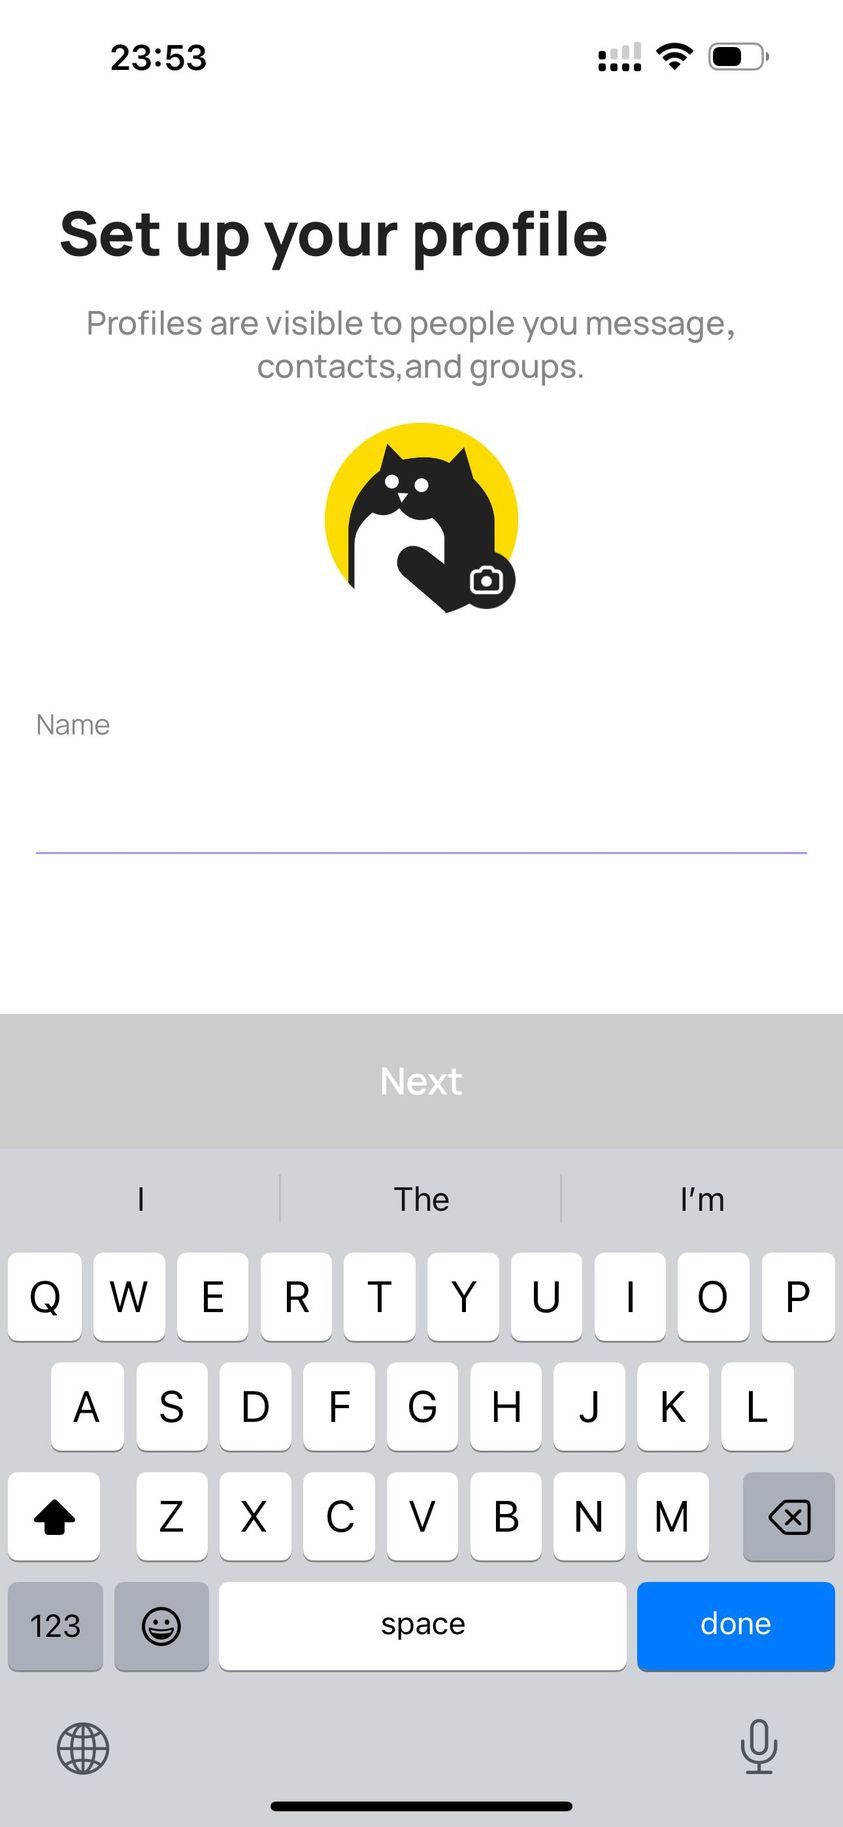 23:53
Set up your profile
Profiles are visible to people you message,
contacts,and groups.
Name
Next
I The I'm
Q W E R T Y U I O P
A S D F G H J K L
Z X C V B N M
123 space done